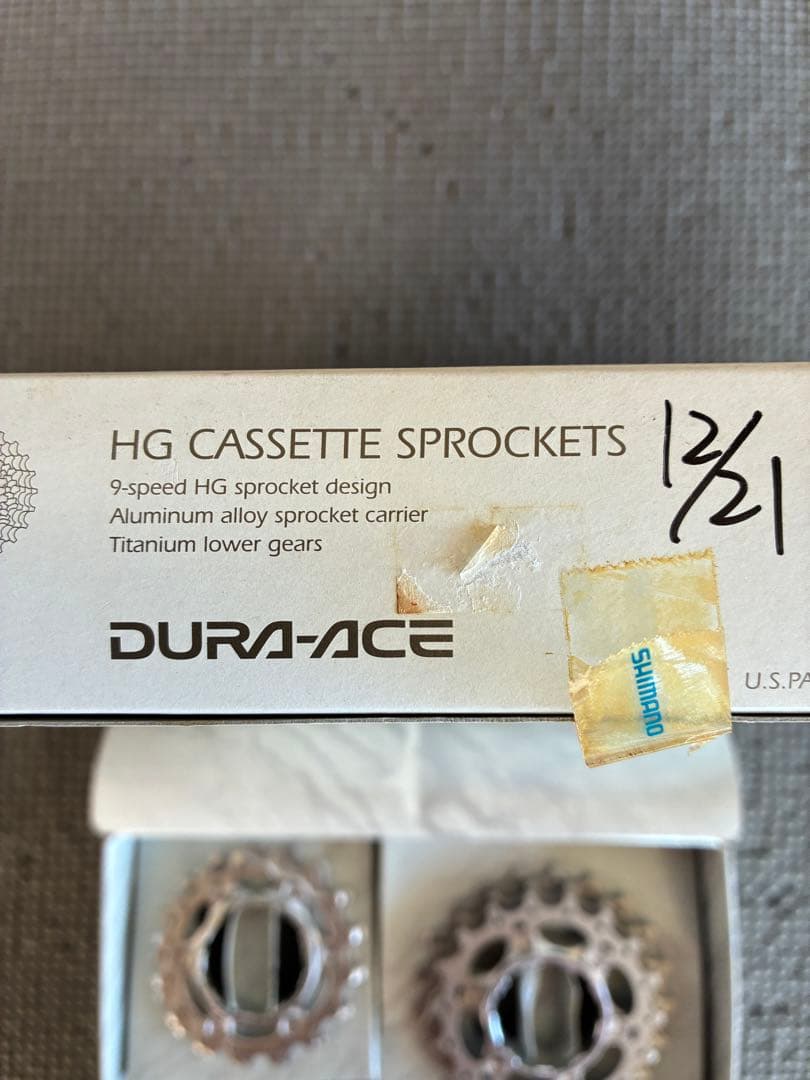 HG CASSETTE SPROCKETS
12/21
9-speed HG sprocket design
Aluminum alloy sprocket carrier
Titanium lower gears
DURA-ACE
SHIMANO
U.S.PA